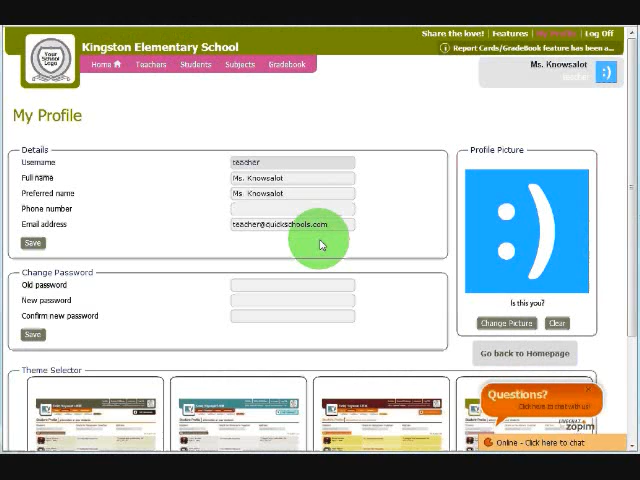 Share the love! | Features | My Profile | Log Off
Report Cards/GradeBook feature has been a...
Your School Logo
Kingston Elementary School
Home Teachers Students Subjects Gradebook
Ms. Knowsalot
teacher
:)
My Profile
Details
Username teacher
Full name Ms. Knowsalot
Preferred name Ms. Knowsalot
Phone number
Email address teacher@quickschools.com
Save
Profile Picture
:)
Is this you?
Change Picture Clear
Change Password
Old password
New password
Confirm new password
Save
Go back to Homepage
Theme Selector
Questions?
Click here to chat with us!
zopim
Online - Click here to chat